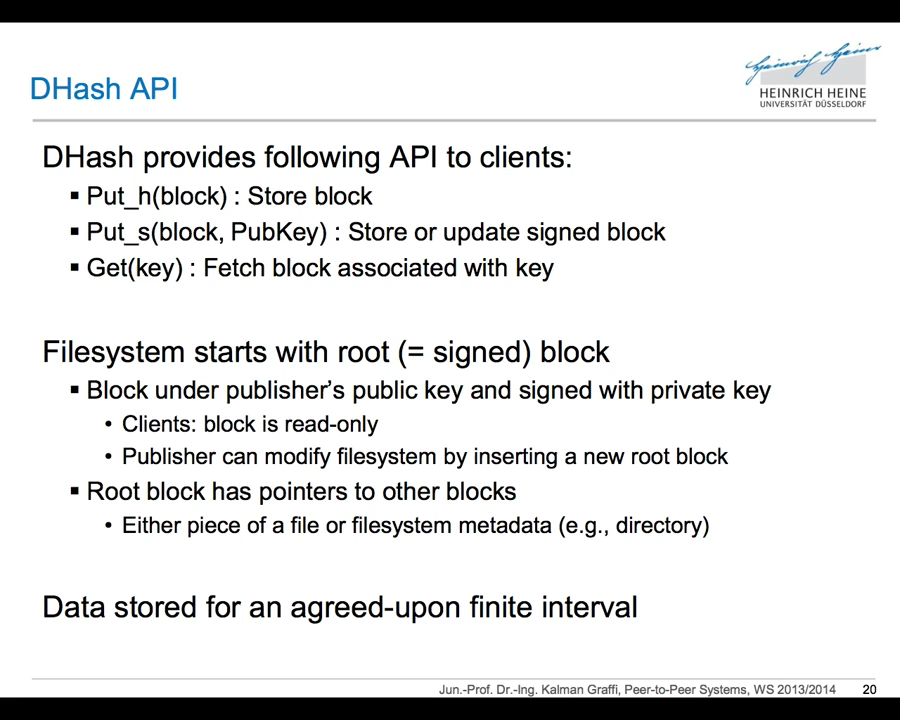 heinrich heine
HEINRICH HEINE
UNIVERSITÄT DÜSSELDORF
DHash API
DHash provides following API to clients:
▪ Put_h(block) : Store block
▪ Put_s(block, PubKey) : Store or update signed block
▪ Get(key) : Fetch block associated with key
Filesystem starts with root (= signed) block
▪ Block under publisher’s public key and signed with private key
• Clients: block is read-only
• Publisher can modify filesystem by inserting a new root block
▪ Root block has pointers to other blocks
• Either piece of a file or filesystem metadata (e.g., directory)
Data stored for an agreed-upon finite interval
Jun.-Prof. Dr.-Ing. Kalman Graffi, Peer-to-Peer Systems, WS 2013/2014 20